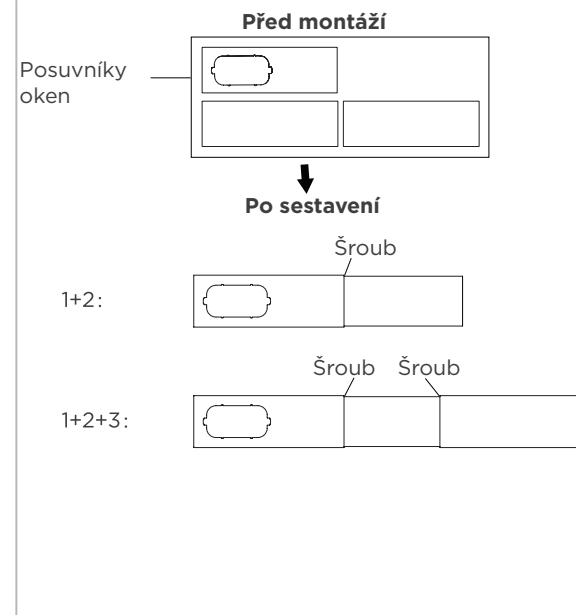 Před montáží
Posuvníky
oken
Po sestavení
Šroub
1+2:
Šroub Šroub
1+2+3: